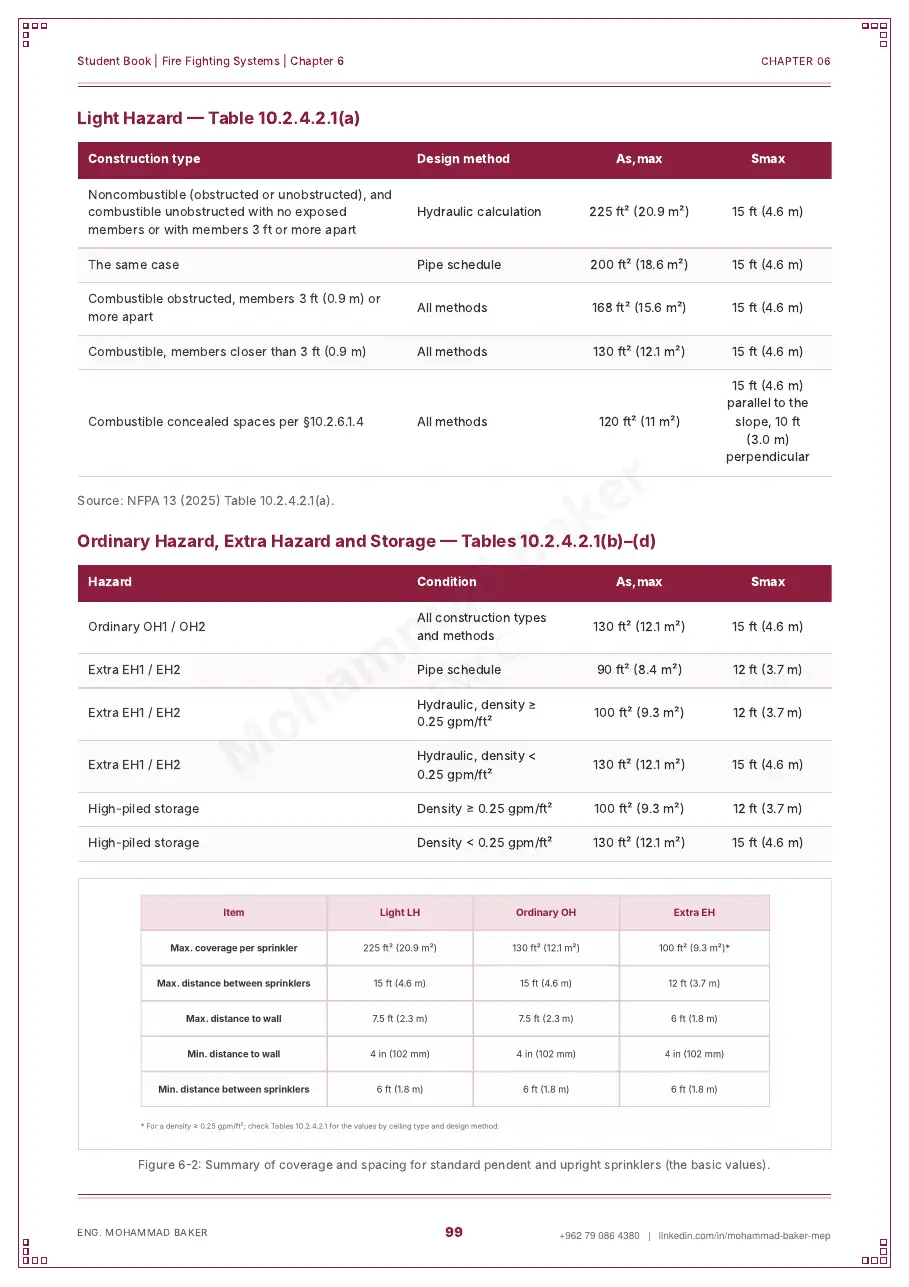 Student Book | Fire Fighting Systems | Chapter 6
CHAPTER 06
Light Hazard — Table 10.2.4.2.1(a)
Construction type Design method As,max Smax
Noncombustible (obstructed or unobstructed), and
combustible unobstructed with no exposed
members or with members 3 ft or more apart
Hydraulic calculation 225 ft² (20.9 m²) 15 ft (4.6 m)
The same case Pipe schedule 200 ft² (18.6 m²) 15 ft (4.6 m)
Combustible obstructed, members 3 ft (0.9 m) or
more apart
All methods 168 ft² (15.6 m²) 15 ft (4.6 m)
Combustible, members closer than 3 ft (0.9 m) All methods 130 ft² (12.1 m²) 15 ft (4.6 m)
Combustible concealed spaces per §10.2.6.1.4 All methods 120 ft² (11 m²)
15 ft (4.6 m)
parallel to the
slope, 10 ft
(3.0 m)
perpendicular
Source: NFPA 13 (2025) Table 10.2.4.2.1(a).
Ordinary Hazard, Extra Hazard and Storage — Tables 10.2.4.2.1(b)–(d)
Hazard Condition As,max Smax
Ordinary OH1 / OH2
All construction types
and methods
130 ft² (12.1 m²) 15 ft (4.6 m)
Extra EH1 / EH2 Pipe schedule 90 ft² (8.4 m²) 12 ft (3.7 m)
Extra EH1 / EH2
Hydraulic, density ≥
0.25 gpm/ft²
100 ft² (9.3 m²) 12 ft (3.7 m)
Extra EH1 / EH2
Hydraulic, density <
0.25 gpm/ft²
130 ft² (12.1 m²) 15 ft (4.6 m)
High-piled storage Density ≥ 0.25 gpm/ft² 100 ft² (9.3 m²) 12 ft (3.7 m)
High-piled storage Density < 0.25 gpm/ft² 130 ft² (12.1 m²) 15 ft (4.6 m)
Item Light LH Ordinary OH Extra EH
Max. coverage per sprinkler 225 ft² (20.9 m²) 130 ft² (12.1 m²) 100 ft² (9.3 m²)*
Max. distance between sprinklers 15 ft (4.6 m) 15 ft (4.6 m) 12 ft (3.7 m)
Max. distance to wall 7.5 ft (2.3 m) 7.5 ft (2.3 m) 6 ft (1.8 m)
Min. distance to wall 4 in (102 mm) 4 in (102 mm) 4 in (102 mm)
Min. distance between sprinklers 6 ft (1.8 m) 6 ft (1.8 m) 6 ft (1.8 m)
* For a density ≥ 0.25 gpm/ft²; check Tables 10.2.4.2.1 for the values by ceiling type and design method.
Figure 6-2: Summary of coverage and spacing for standard pendent and upright sprinklers (the basic values).
ENG. MOHAMMAD BAKER
99
+962 79 086 4380 | linkedin.com/in/mohammad-baker-mep